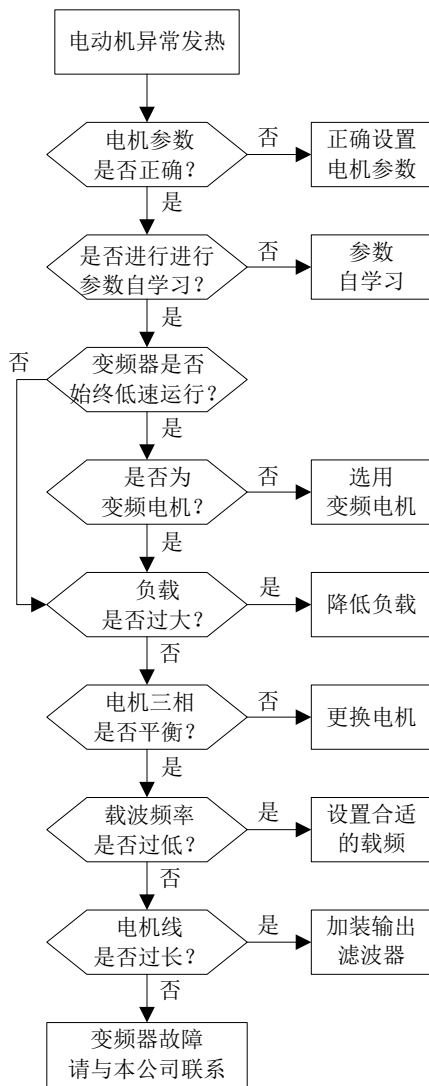 电动机异常发热
电机参数
是否正确？
否
正确设置
电机参数
是
是否进行进行
参数自学习？
否
参数
自学习
是
否
变频器是否
始终低速运行？
是
是否为
变频电机？
否
选用
变频电机
是
负载
是否过大？
是
降低负载
否
电机三相
是否平衡？
否
更换电机
是
载波频率
是否过低？
是
设置合适
的载频
否
电机线
是否过长？
是
加装输出
滤波器
否
变频器故障
请与本公司联系